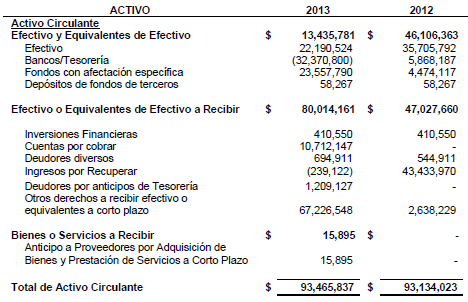 ACTIVO 2013 2012
Activo Circulante
Efectivo y Equivalentes de Efectivo $ 13,435,781 $ 46,106,363
Efectivo 22,190,524 35,705,792
Bancos/Tesorería (32,370,800) 5,868,187
Fondos con afectación específica 23,557,790 4,474,117
Depósitos de fondos de terceros 58,267 58,267
Efectivo o Equivalentes de Efectivo a Recibir $ 80,014,161 $ 47,027,660
Inversiones Financieras 410,550 410,550
Cuentas por cobrar 10,712,147 -
Deudores diversos 694,911 544,911
Ingresos por Recuperar (239,122) 43,433,970
Deudores por anticipos de Tesorería 1,209,127 -
Otros derechos a recibir efectivo o
equivalentes a corto plazo 67,226,548 2,638,229
Bienes o Servicios a Recibir $ 15,895 $ -
Anticipo a Proveedores por Adquisición de
Bienes y Prestación de Servicios a Corto Plazo 15,895 -
Total de Activo Circulante $ 93,465,837 $ 93,134,023